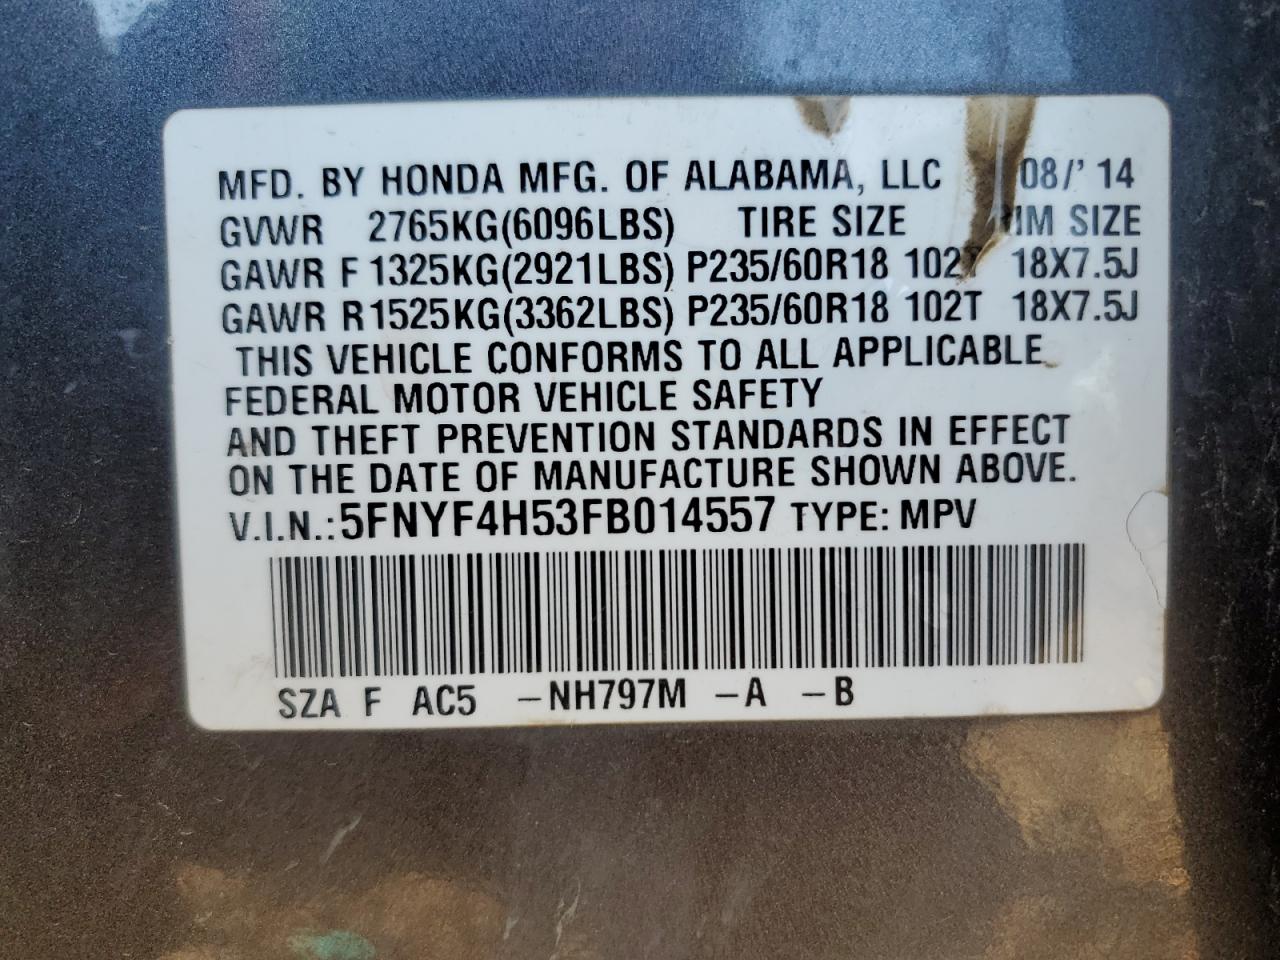 MFD. BY HONDA MFG. OF ALABAMA, LLC 08/' 14
GVWR 2765KG(6096LBS) TIRE SIZE SIZE
GAWR F 1325KG(2921LBS) P235/60R18 102T 18X7.5J
GAWR R 1525KG(3362LBS) P235/60R18 102T 18X7.5J
THIS VEHICLE CONFORMS TO ALL APPLICABLE
FEDERAL MOTOR VEHICLE SAFETY
AND THEFT PREVENTION STANDARDS IN EFFECT
ON THE DATE OF MANUFACTURE SHOWN ABOVE.
V.I.N.: 5FNYF4H53FB014557 TYPE: MPV
SZA F AC5 -NH797M -A -B